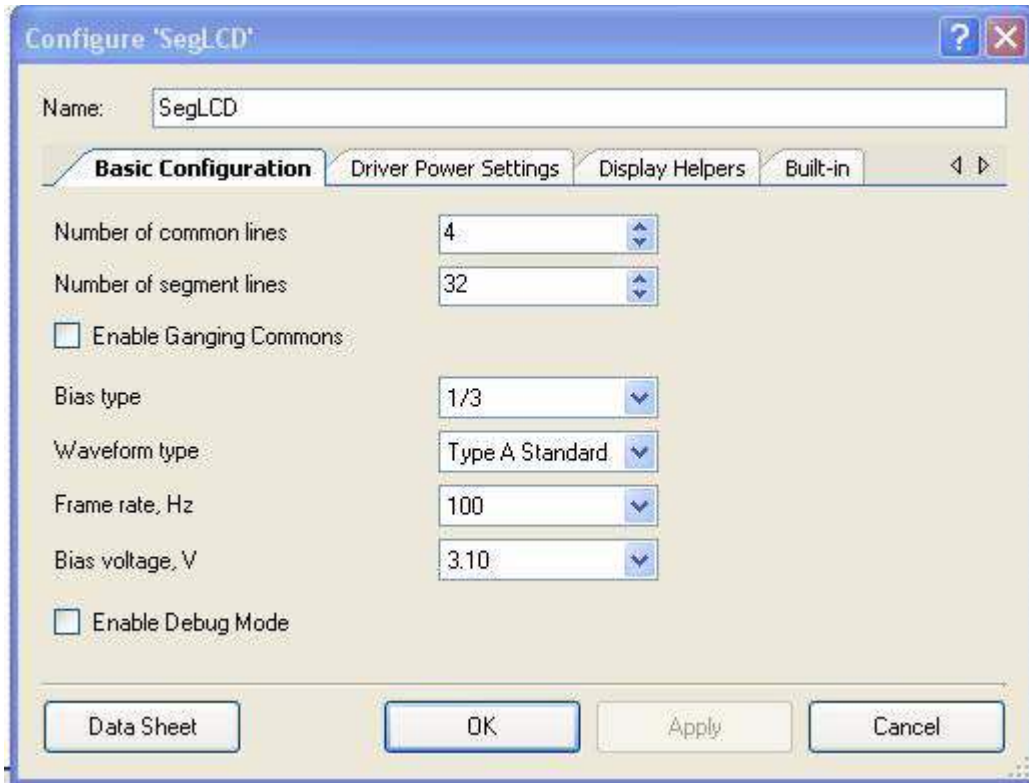 Configure 'SegLCD'
?
Name: SegLCD
Basic Configuration Driver Power Settings Display Helpers Built-in
Number of common lines 4
Number of segment lines 32
Enable Ganging Commons
Bias type 1/3
Waveform type Type A Standard
Frame rate, Hz 100
Bias voltage, V 3.10
Enable Debug Mode
Data Sheet OK Apply Cancel